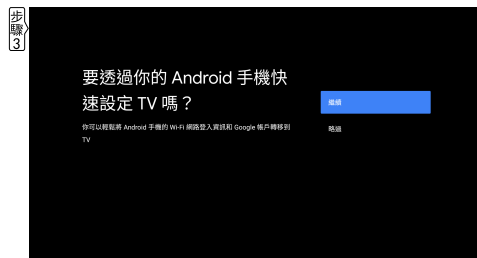 步驟3
要透過你的 Android 手機快
速設定 TV 嗎？
你可以輕鬆將 Android 手機的 Wi-Fi 網路登入資訊和 Google 帳戶轉移到
TV
繼續
略過